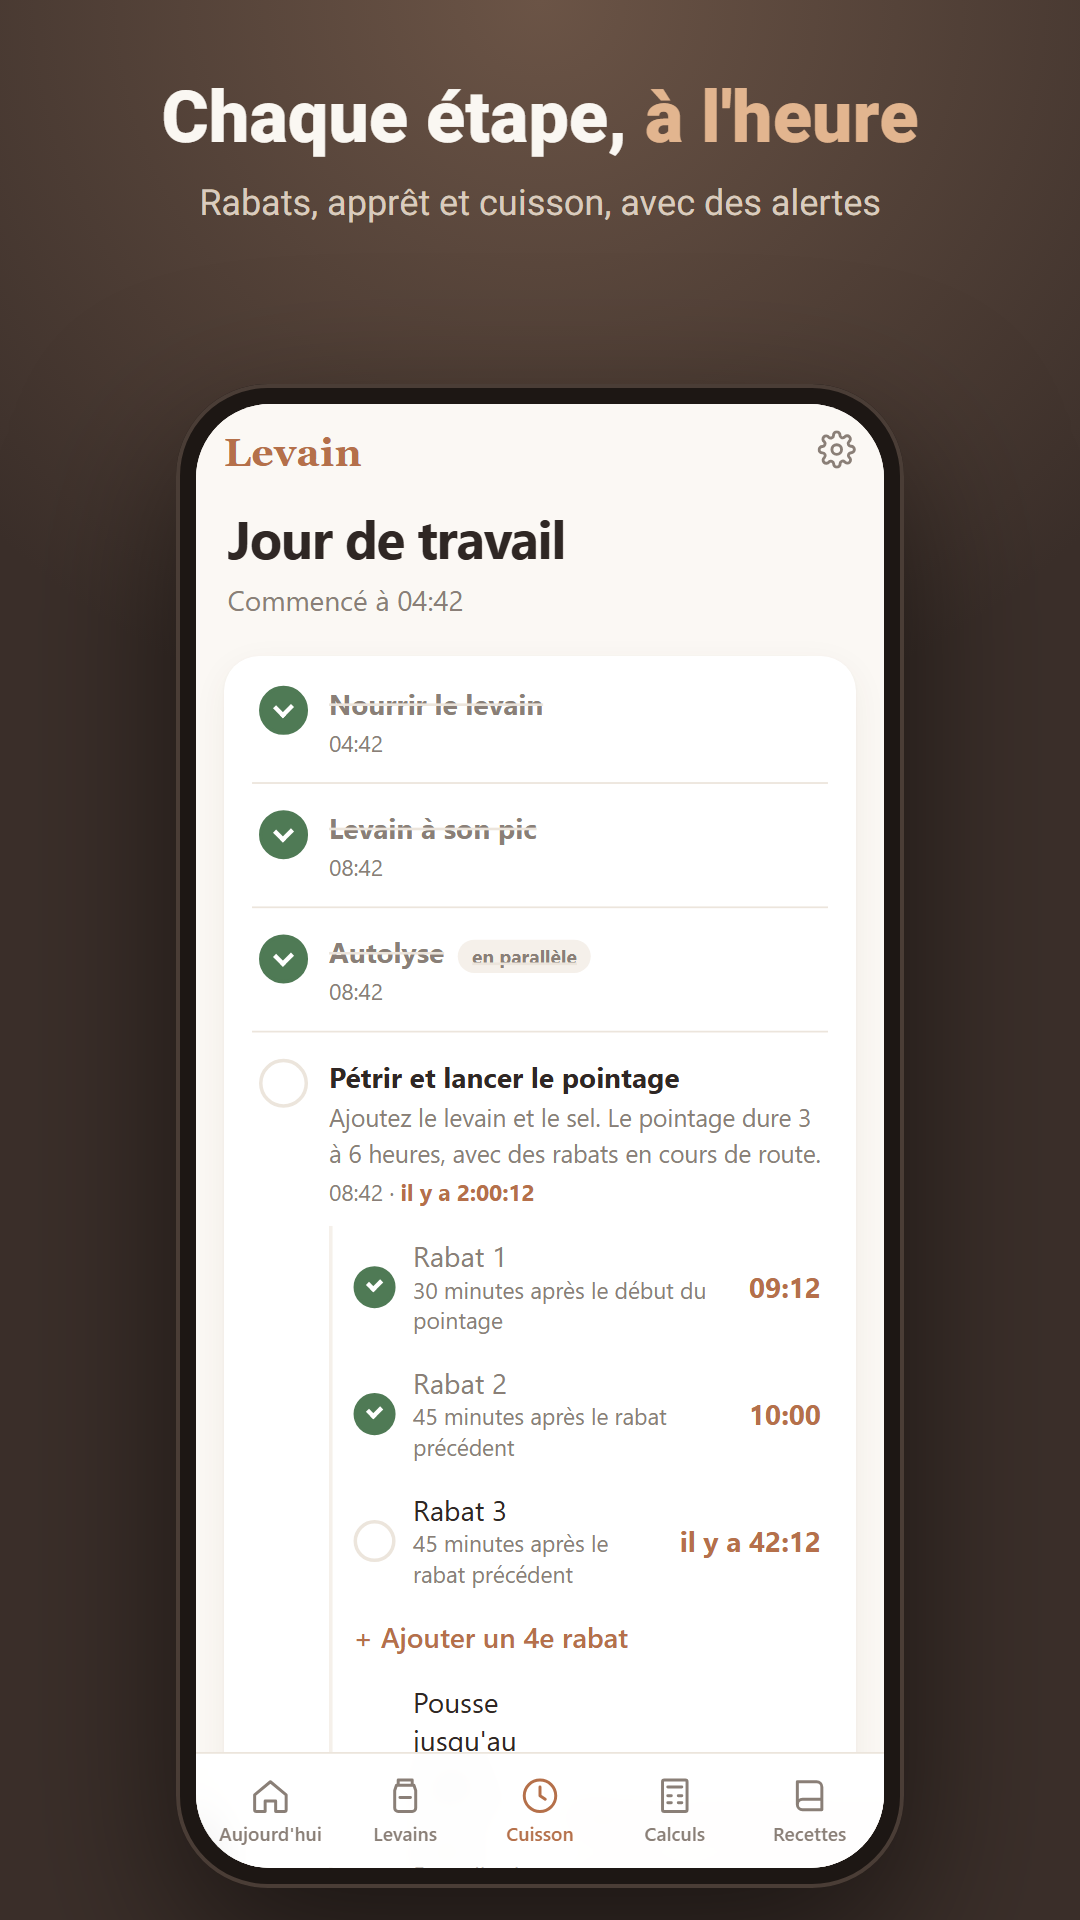 Chaque étape, à l'heure
Rabats, apprêt et cuisson, avec des alertes
Levain
Jour de travail
Commencé à 04:42
Nourrir le levain
04:42
Levain à son pic
08:42
Autolyse en parallèle
08:42
Pétrir et lancer le pointage
Ajoutez le levain et le sel. Le pointage dure 3
à 6 heures, avec des rabats en cours de route.
08:42 · il y a 2:00:12
Rabat 1
30 minutes après le début du
pointage
09:12
Rabat 2
45 minutes après le rabat
précédent
10:00
Rabat 3
45 minutes après le
rabat précédent
il y a 42:12
+ Ajouter un 4e rabat
Pousse
jusqu'au
Aujourd'hui
Levains
Cuisson
Calculs
Recettes